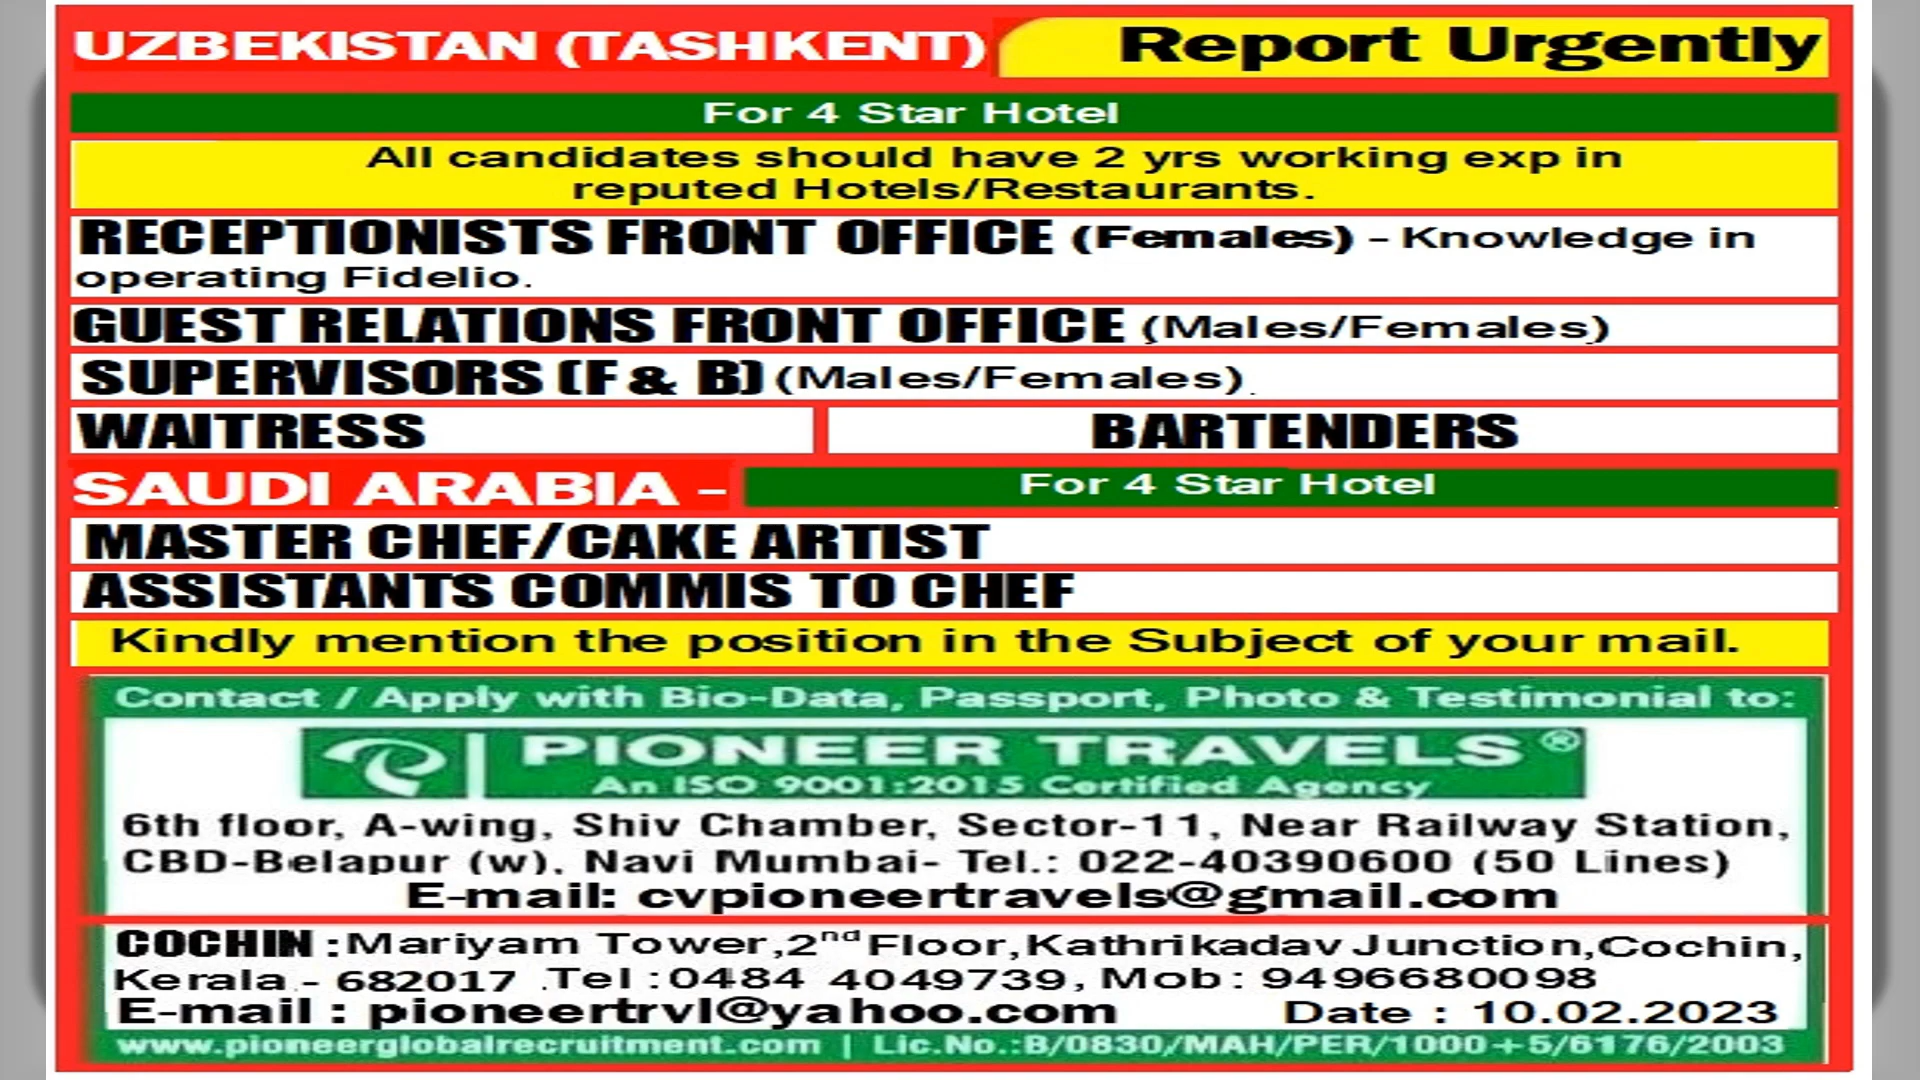 UZBEKISTAN (TASHKENT) Report Urgently
For 4 Star Hotel
All candidates should have 2 yrs working exp in
reputed Hotels/Restaurants.
RECEPTIONISTS FRONT OFFICE (Females) - Knowledge in
operating Fidelio.
GUEST RELATIONS FRONT OFFICE (Males/Females)
SUPERVISORS (F & B) (Males/Females).
WAITRESS BARTENDERS
SAUDI ARABIA - For 4 Star Hotel
MASTER CHEF/CAKE ARTIST
ASSISTANTS COMMIS TO CHEF
Kindly mention the position in the Subject of your mail.
Contact / Apply with Bio-Data, Passport, Photo & Testimonial to:
PIONEER TRAVELS ®
An ISO 9001:2015 Certified Agency
6th floor, A-wing, Shiv Chamber, Sector-11, Near Railway Station,
CBD-Belapur (w), Navi Mumbai- Tel.: 022-40390600 (50 Lines)
E-mail: cvpioneertravels@gmail.com
COCHIN :Mariyam Tower,2nd Floor,Kathrikadav Junction,Cochin,
Kerala - 682017 .Tel :0484 4049739, Mob: 9496680098
E-mail : pioneertrvl@yahoo.com Date : 10.02.2023
www.pioneerglobalrecruitment.com | Lic.No.:B/0830/MAH/PER/1000+5/6176/2003